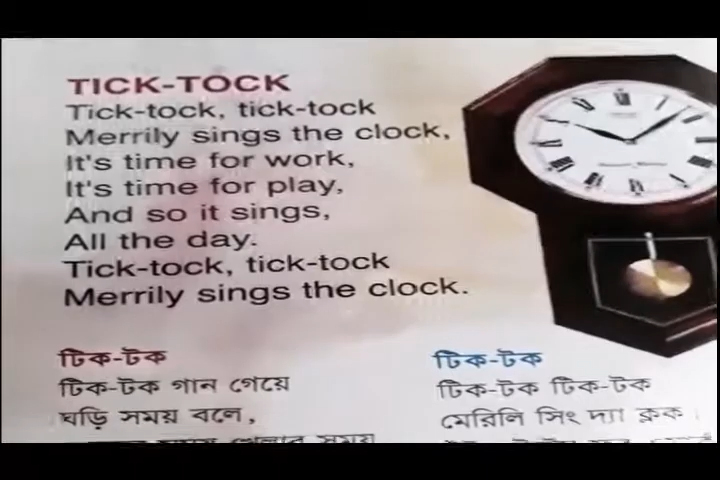 TICK-TOCK
Tick-tock, tick-tock
Merrily sings the clock,
It's time for work,
It's time for play,
And so it sings,
All the day.
Tick-tock, tick-tock
Merrily sings the clock.
টিক-টক
টিক-টক গান গেয়ে
ঘড়ি সময় বলে,
খেলার সময়
টিক-টক
টিক-টক টিক-টক
মেরিলি সিং দ্যা ক্লক